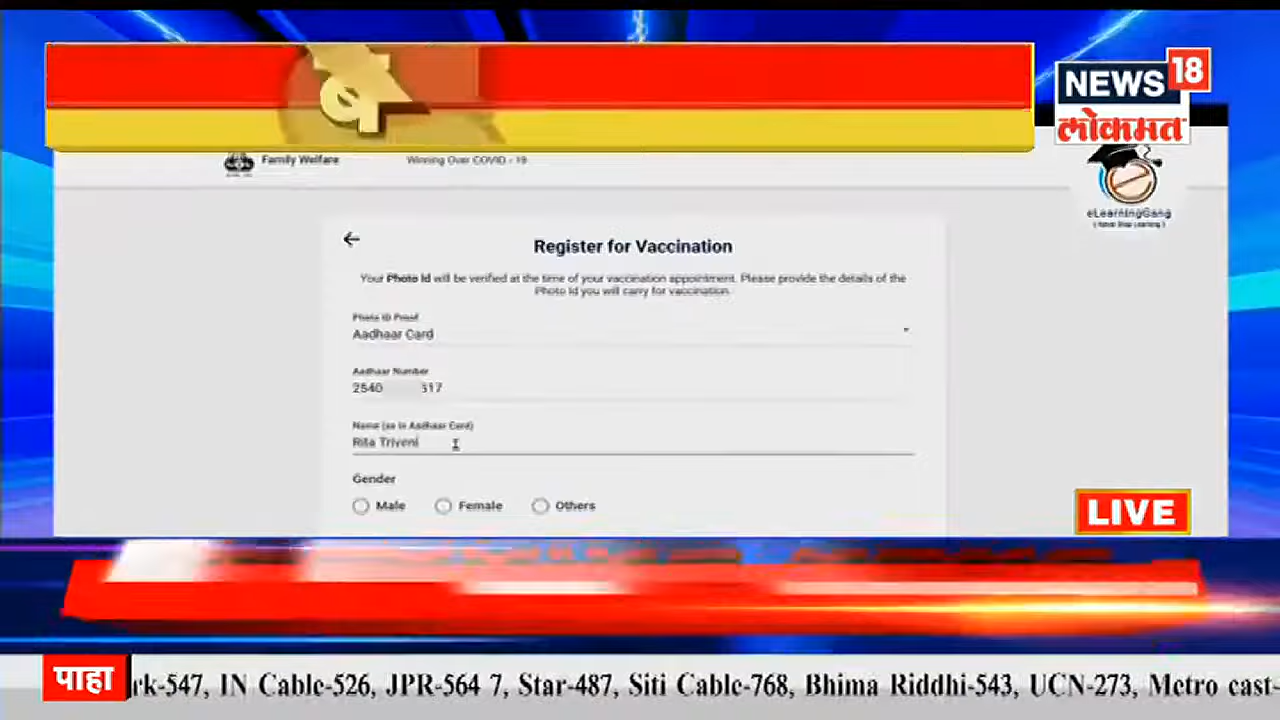 NEWS 18
लोकमत
Family Welfare
Winning Over COVID - 19
eLearningGang
( Never Stop Learning )
Register for Vaccination
Your Photo Id will be verified at the time of your vaccination appointment. Please provide the details of the
Photo Id you will carry for vaccination.
Photo ID Proof
Aadhaar Card
Aadhaar Number
2540 317
Name (as in Aadhaar Card)
Rita Triveni
Gender
Male Female Others
LIVE
पाहा rk-547, IN Cable-526, JPR-564 7, Star-487, Siti Cable-768, Bhima Riddhi-543, UCN-273, Metro cast-